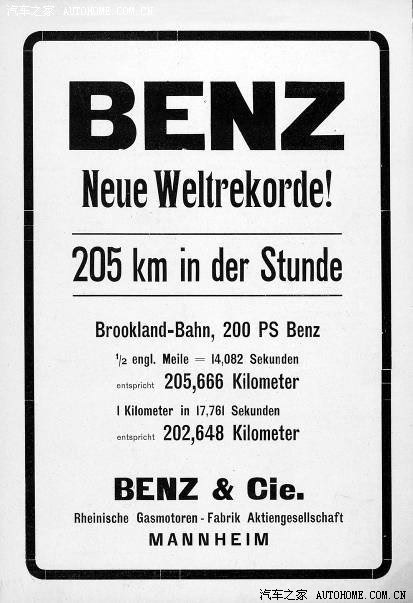 汽车之家 AUTOHOME.COM.CN
BENZ
Neue Weltrekorde!
205 km in der Stunde
Brookland-Bahn, 200 PS Benz
1/2 engl. Meile = 14,082 Sekunden
entspricht 205,666 Kilometer
1 Kilometer in 17,761 Sekunden
entspricht 202,648 Kilometer
BENZ & Cie.
Rheinische Gasmotoren-Fabrik Aktiengesellschaft
MANNHEIM
汽车之家 AUTOHOME.COM.CN